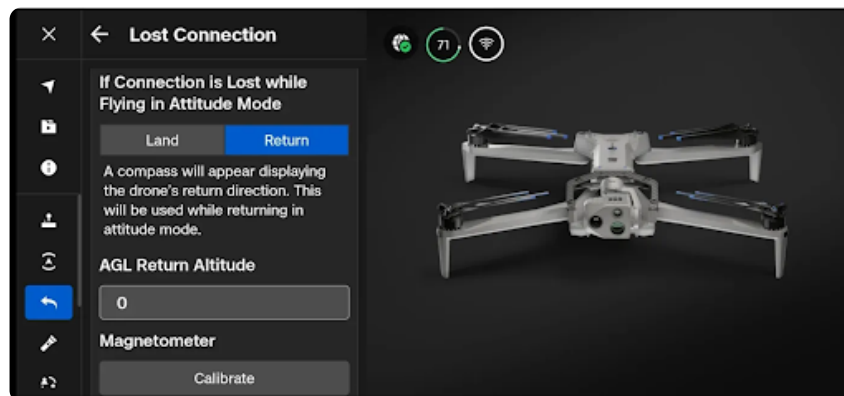 Lost Connection
71
If Connection is Lost while
Flying in Attitude Mode
Land Return
A compass will appear displaying
the drone's return direction. This
will be used while returning in
attitude mode.
AGL Return Altitude
0
Magnetometer
Calibrate